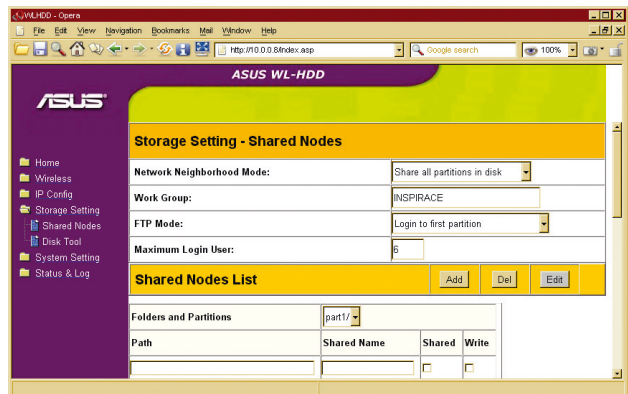 WLHDD - Opera
File Edit View Navigation Bookmarks Mail Window Help
http://10.0.0.8/index.asp Google search 100%
ASUS WL-HDD
ASUS
Storage Setting - Shared Nodes
Home
Wireless
IP Config
Storage Setting
Shared Nodes
Disk Tool
System Setting
Status & Log
Network Neighborhood Mode: Share all partitions in disk
Work Group: INSPIRACE
FTP Mode: Login to first partition
Maximum Login User: 6
Shared Nodes List Add Del Edit
Folders and Partitions part1/
Path Shared Name Shared Write